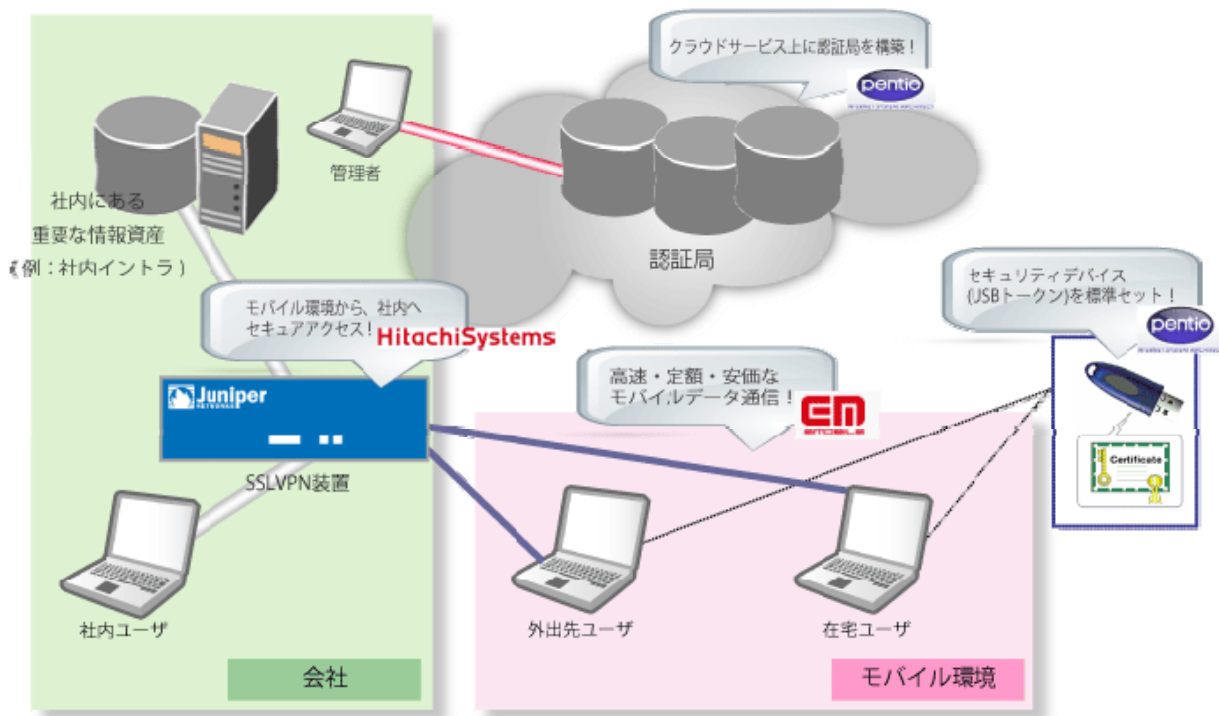 クラウドサービス上に認証局を構築！
pentio
管理者
社内にある
重要な情報資産
(例：社内イントラ)
認証局
モバイル環境から、社内へ
セキュアアクセス！
HitachiSystems
セキュリティデバイス
(USBトークン)を標準セット！
pentio
高速・定額・安価な
モバイルデータ通信！
EM
EMOBILE
Juniper
NETWORKS
SSLVPN装置
Certificate
社内ユーザ
外出先ユーザ
在宅ユーザ
会社
モバイル環境